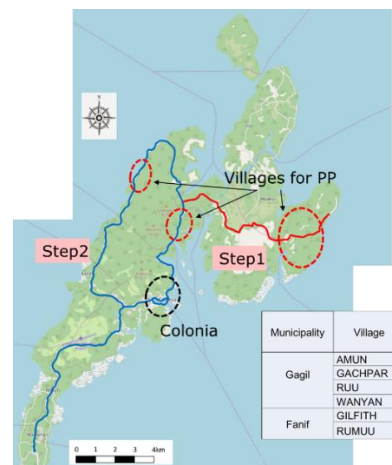 N
Villages for PP
Step2
Step1
Colonia
Municipality Village
Gagil AMUN
GACHPAR
RUU
WANYAN
Fanif GILFITH
RUMUU
0 1 2 3 4km